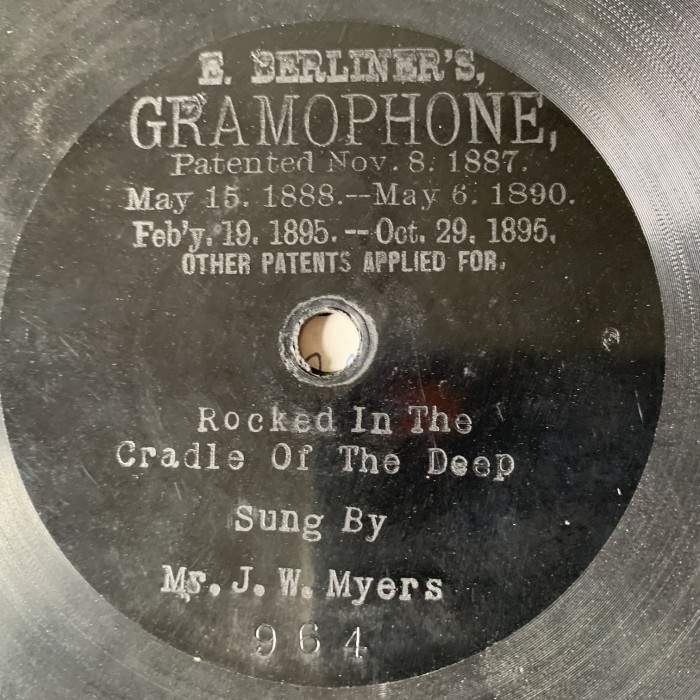 E. BERLINER'S,
GRAMOPHONE,
Patented Nov. 8. 1887.
May 15. 1888.--May 6. 1890.
Feb'y. 19. 1895.--Oct. 29. 1895.
OTHER PATENTS APPLIED FOR.
Rocked In The
Cradle Of The Deep
Sung By
Mr. J. W. Myers
964